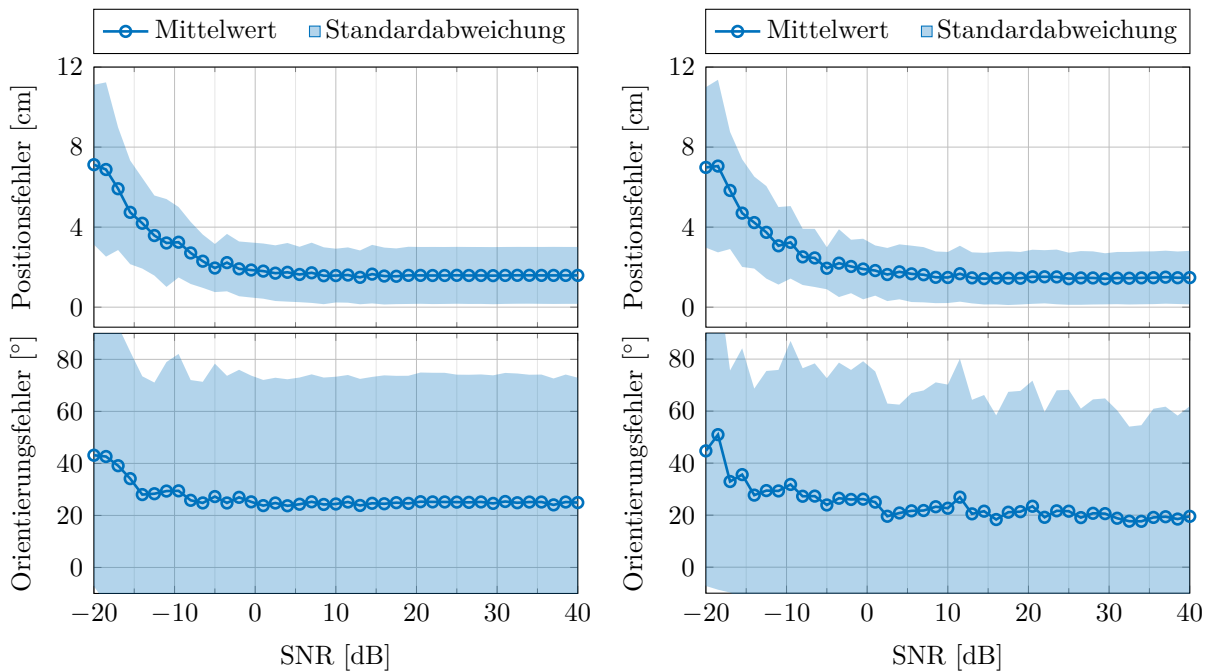 Mittelwert Standardabweichung
Mittelwert Standardabweichung
Positionsfehler [cm]
12
8
4
0
Positionsfehler [cm]
12
8
4
0
Orientierungsfehler [°]
80
60
40
20
0
−20 −10 0 10 20 30 40
SNR [dB]
Orientierungsfehler [°]
80
60
40
20
0
−20 −10 0 10 20 30 40
SNR [dB]